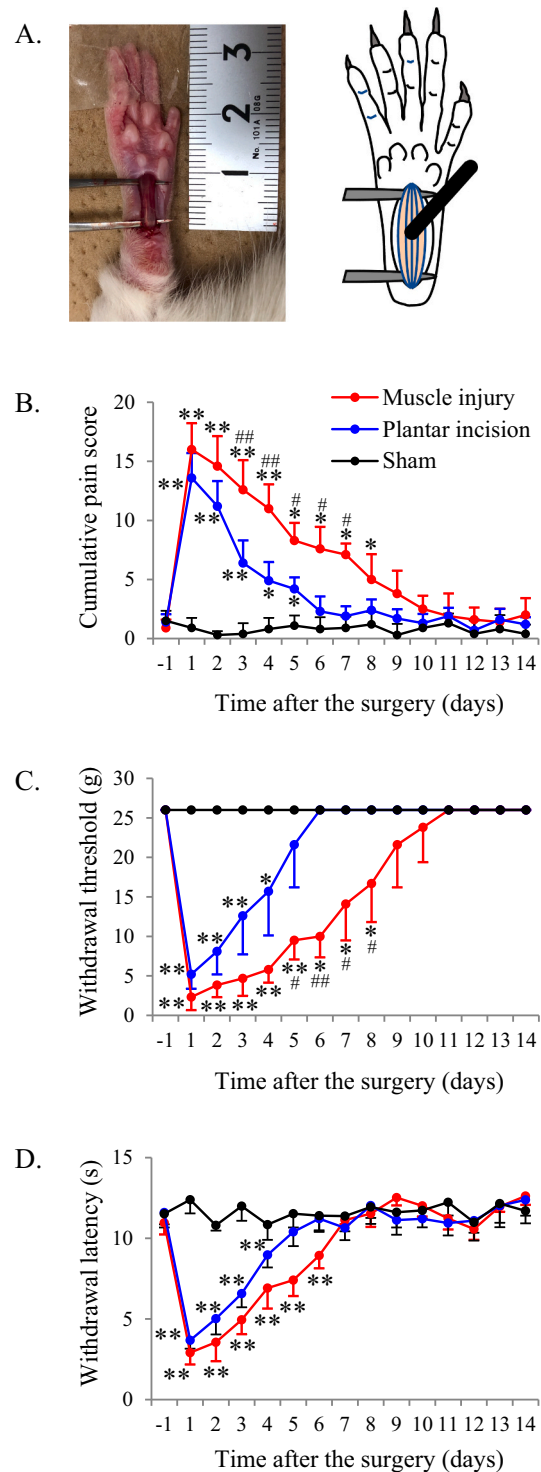 A.
3
2
1
No. 101A 08G
B.
Muscle injury
Plantar incision
Sham
Cumulative pain score
20
15
10
5
0
** ** ## ** ## ** # * # * # * *
** ** ** * *
-1 1 2 3 4 5 6 7 8 9 10 11 12 13 14
Time after the surgery (days)
C.
Withdrawal threshold (g)
30
25
20
15
10
5
0
** ** ** *
** ** ** ** ** # * ## * # * #
-1 1 2 3 4 5 6 7 8 9 10 11 12 13 14
Time after the surgery (days)
D.
Withdrawal latency (s)
15
10
5
0
** ** ** **
** ** ** ** ** **
-1 1 2 3 4 5 6 7 8 9 10 11 12 13 14
Time after the surgery (days)